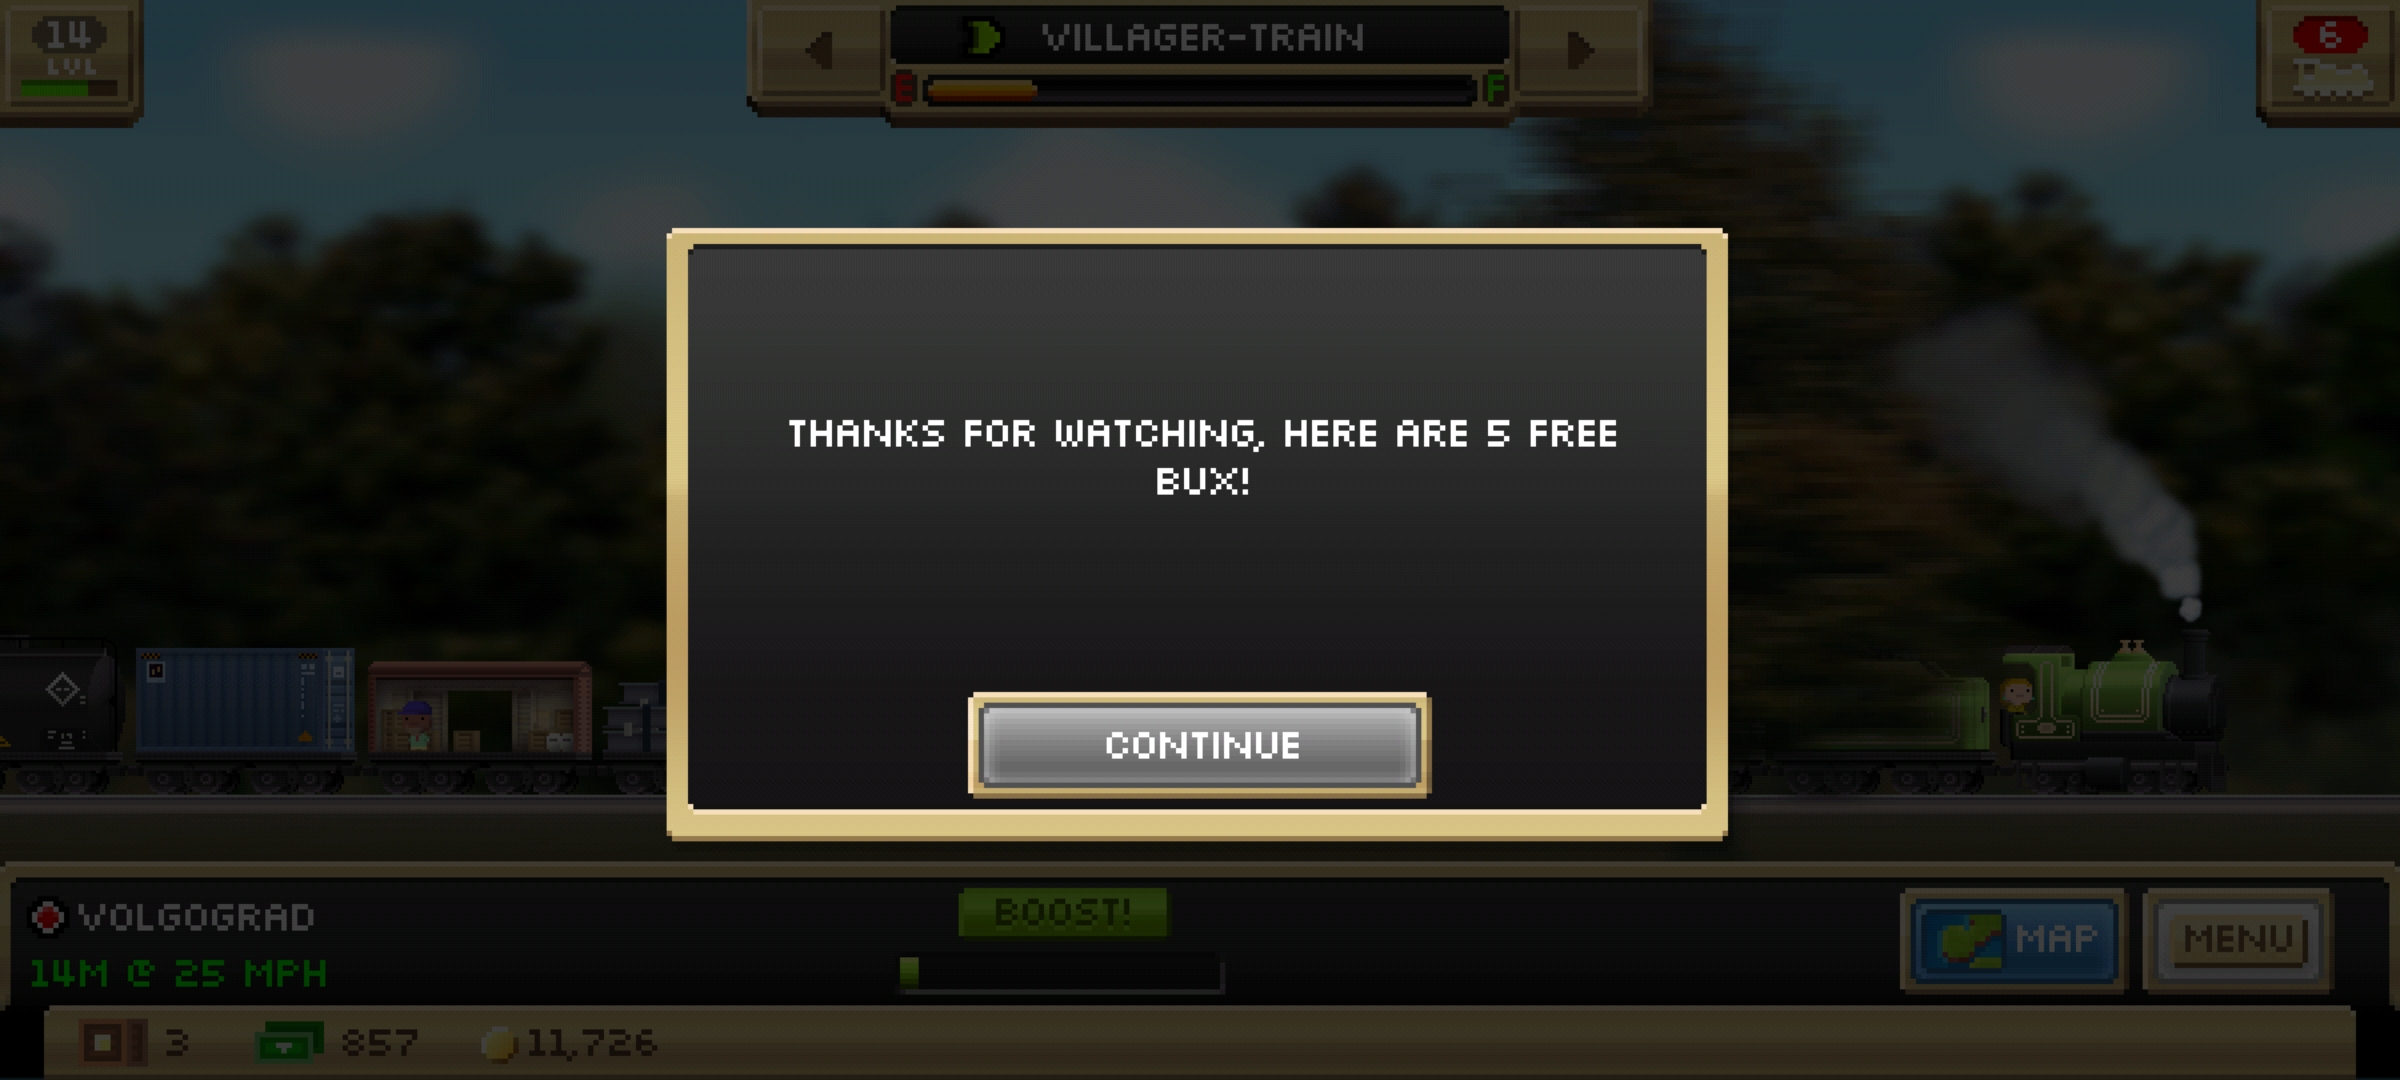 14
LVL
VILLAGER-TRAIN
E
F
6
THANKS FOR WATCHING, HERE ARE 5 FREE
BUX!
CONTINUE
VOLGOGRAD
14M @ 25 MPH
BOOST!
MAP
MENU
3
857
11,726